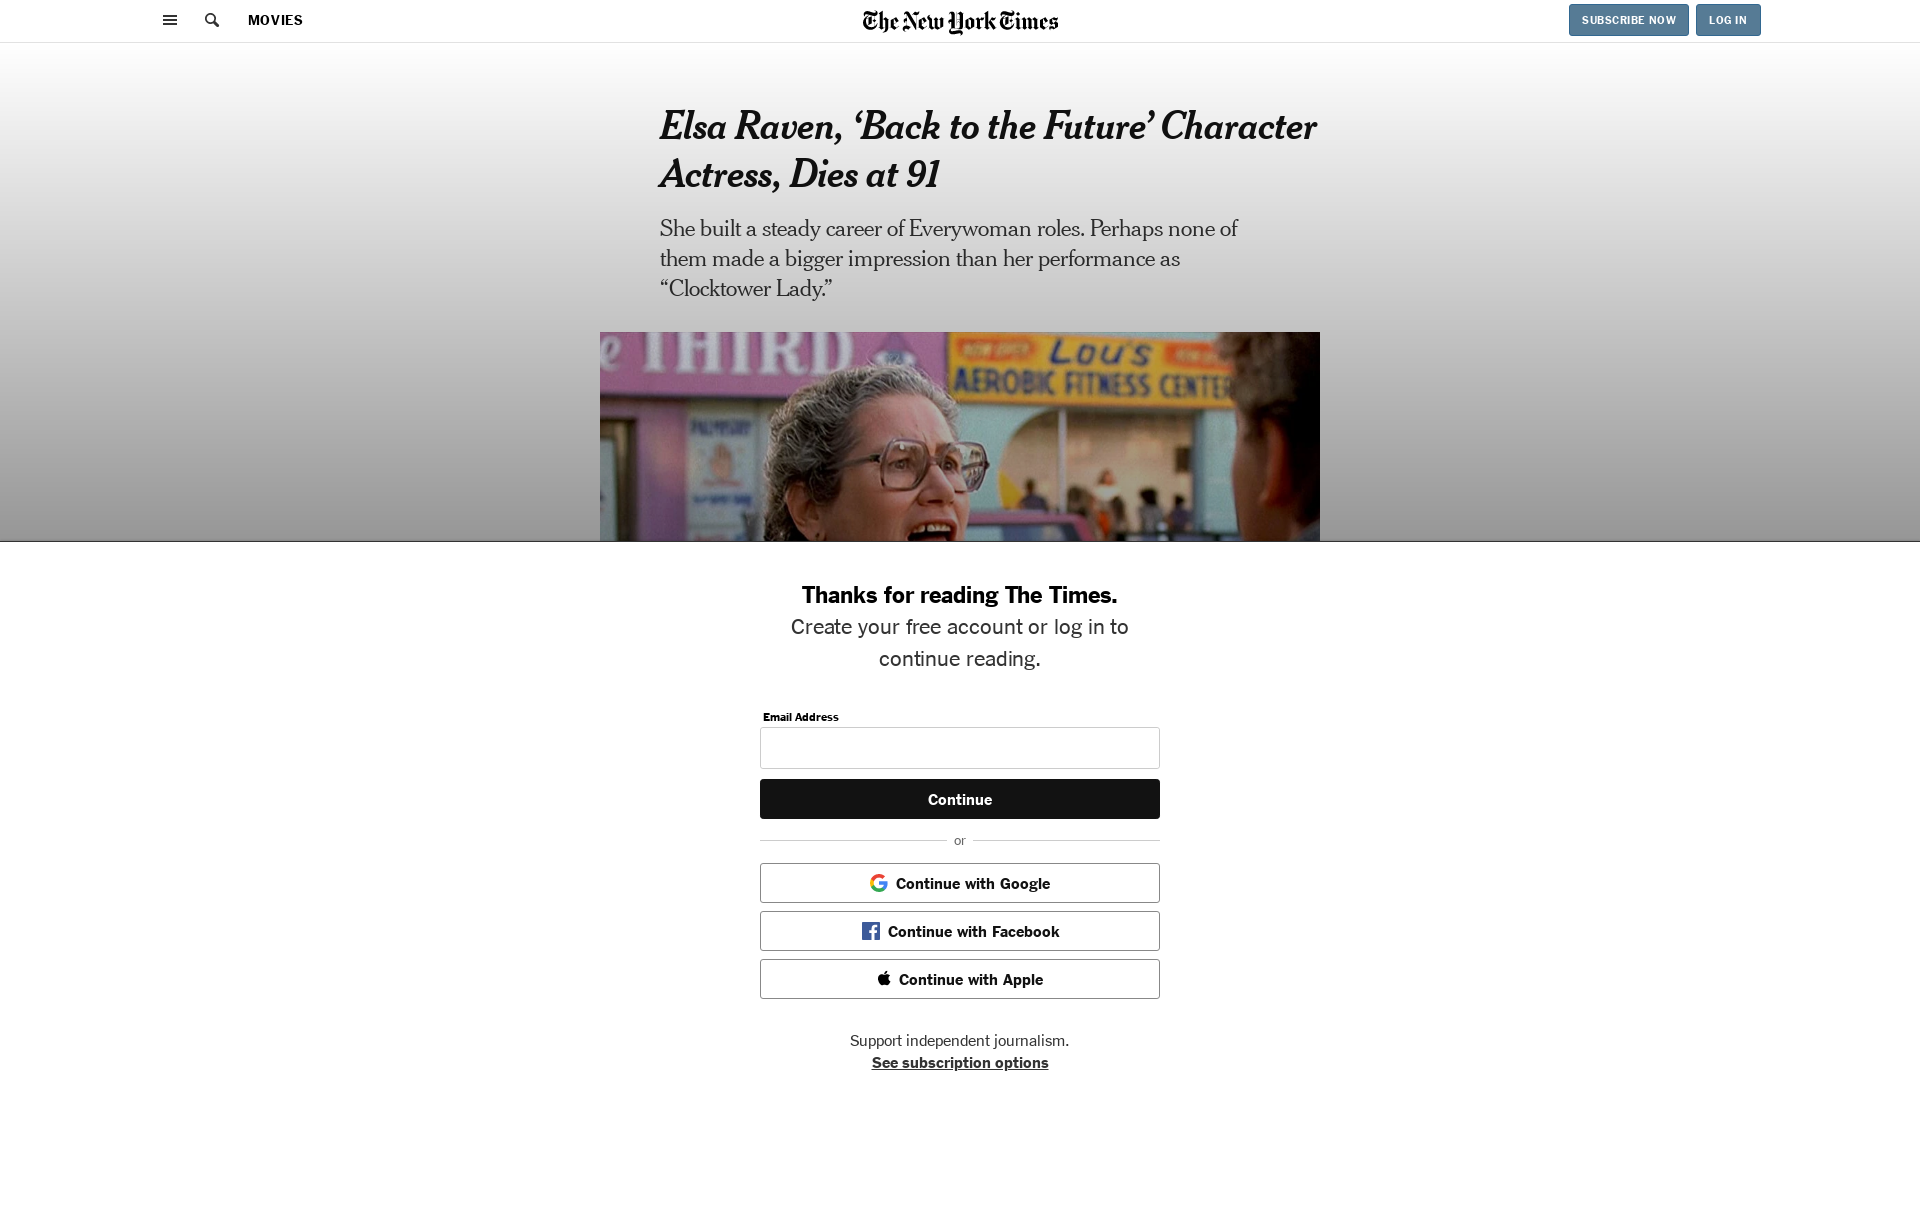 MOVIES
The New York Times
SUBSCRIBE NOW
LOG IN
Elsa Raven, ‘Back to the Future’ Character
Actress, Dies at 91
She built a steady career of Everywoman roles. Perhaps none of
them made a bigger impression than her performance as
“Clocktower Lady.”
e THIRD
NOW OPEN
Lou's
AEROBIC FITNESS CENTER
Thanks for reading The Times.
Create your free account or log in to
continue reading.
Email Address
Continue
or
Continue with Google
Continue with Facebook
Continue with Apple
Support independent journalism.
See subscription options